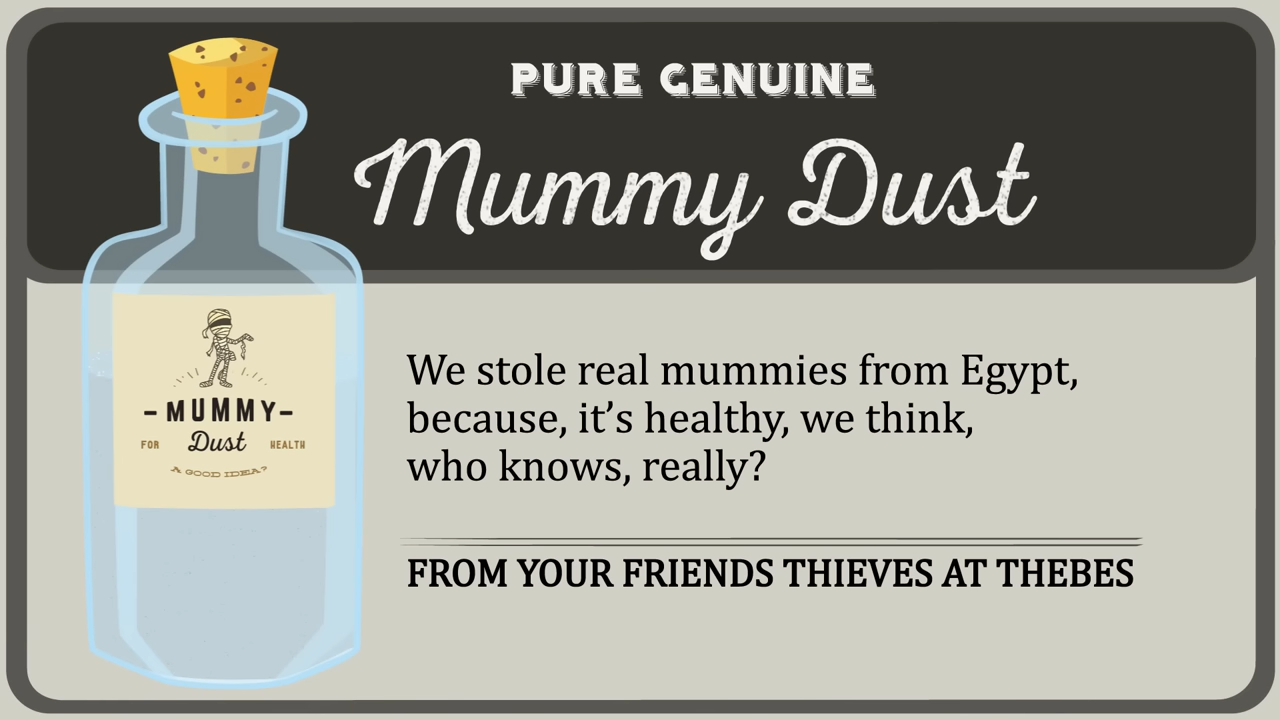 PURE GENUINE
Mummy Dust
-MUMMY-
FOR Dust HEALTH
A GOOD IDEA?
We stole real mummies from Egypt,
because, it's healthy, we think,
who knows, really?
FROM YOUR FRIENDS THIEVES AT THEBES